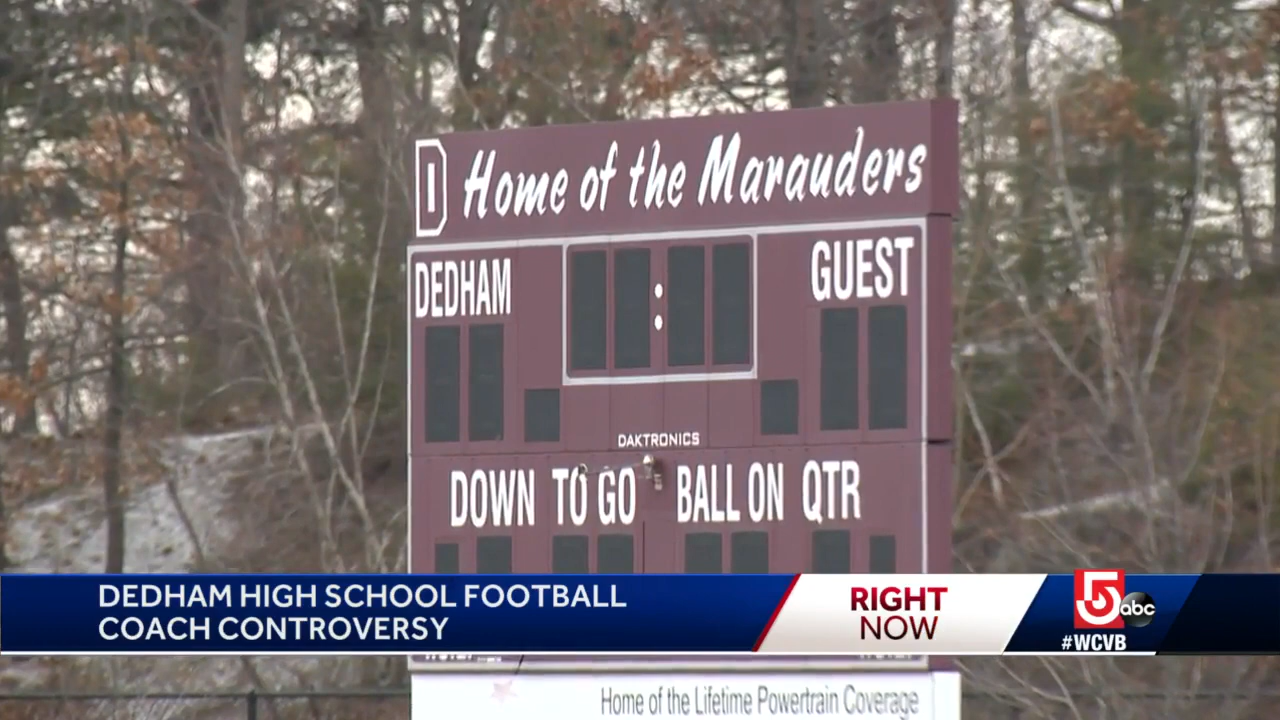 D Home of the Marauders
DEDHAM : GUEST
DAKTRONICS
DOWN TO GO BALL ON QTR
DEDHAM HIGH SCHOOL FOOTBALL
COACH CONTROVERSY
RIGHT
NOW
5 abc
#WCVB
Home of the Lifetime Powertrain Coverage